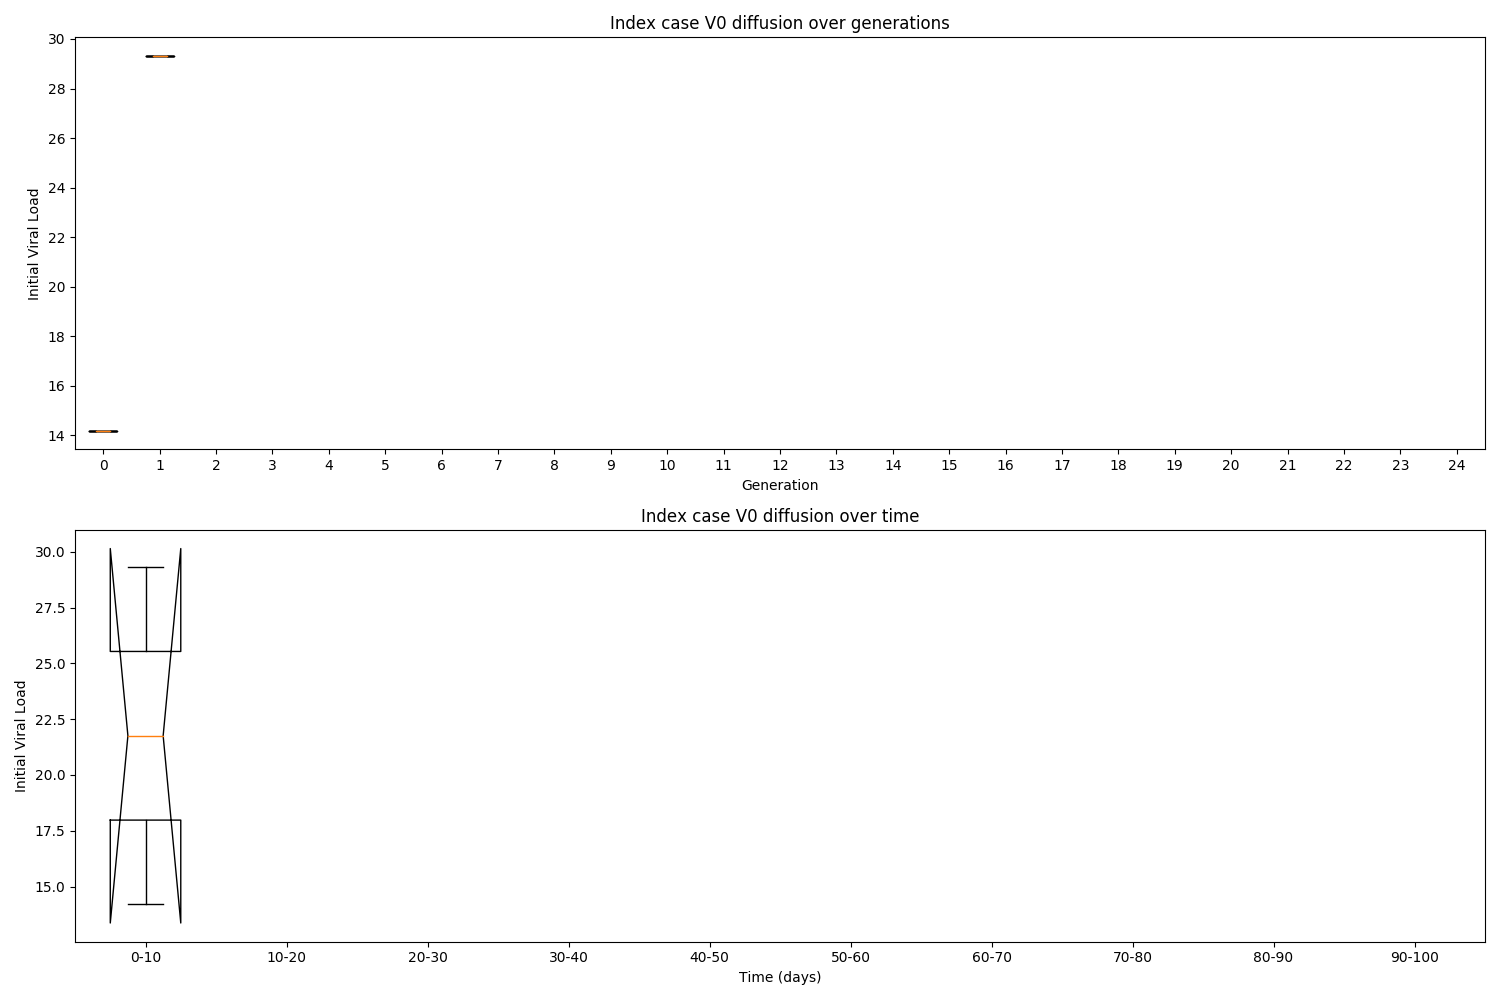 Index case V0 diffusion over generations
30
28
26
24
22
20
18
16
14
Initial Viral Load
0 1 2 3 4 5 6 7 8 9 10 11 12 13 14 15 16 17 18 19 20 21 22 23 24
Generation
Index case V0 diffusion over time
30.0
27.5
25.0
22.5
20.0
17.5
15.0
Initial Viral Load
0-10 10-20 20-30 30-40 40-50 50-60 60-70 70-80 80-90 90-100
Time (days)